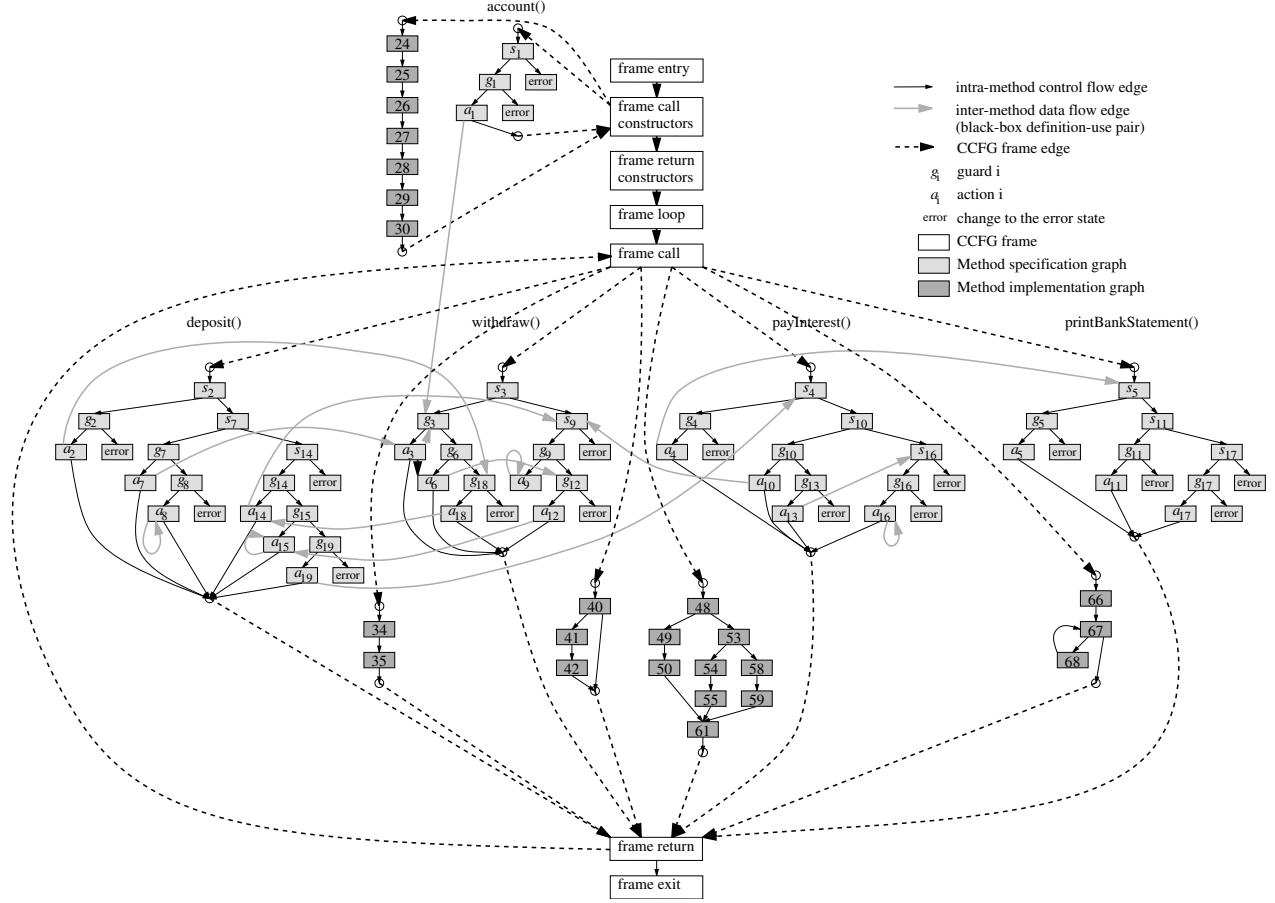 account()
24
25
26
27
28
29
30
s1
g1
error
a1
error
frame entry
frame call
constructors
frame return
constructors
frame loop
frame call
intra-method control flow edge
inter-method data flow edge
(black-box definition-use pair)
CCFG frame edge
gi guard i
ai action i
error change to the error state
CCFG frame
Method specification graph
Method implementation graph
deposit()
s2
g2
s7
a2
error
g7
s14
a7
g8
g14
error
a8
error
a14
g15
a15
g19
a19
error
34
35
withdraw()
s3
g3
s9
a3
g6
g9
error
a6
g18
a9
g12
a18
error
a12
error
40
41
42
payInterest()
s4
g4
s10
a4
error
g10
s16
a10
g13
g16
error
a13
error
a16
error
48
49
53
50
54
58
55
59
61
printBankStatement()
s5
g5
s11
a5
error
g11
s17
a11
error
g17
error
a17
error
66
67
68
frame return
frame exit